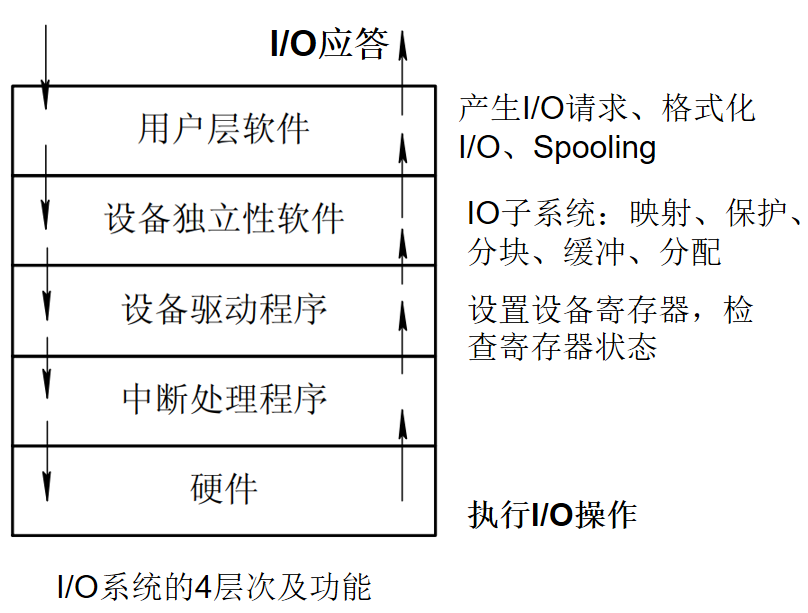 I/O应答
用户层软件
产生I/O请求、格式化
I/O、Spooling
设备独立性软件
IO子系统：映射、保护、
分块、缓冲、分配
设备驱动程序
设置设备寄存器，检
查寄存器状态
中断处理程序
硬件
执行I/O操作
I/O系统的4层次及功能